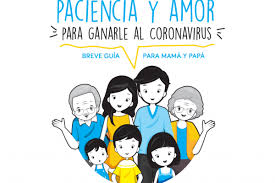 PACIENCIA Y AMOR
PARA GANARLE AL CORONAVIRUS
BREVE GUÍA PARA MAMÁ Y PAPÁ